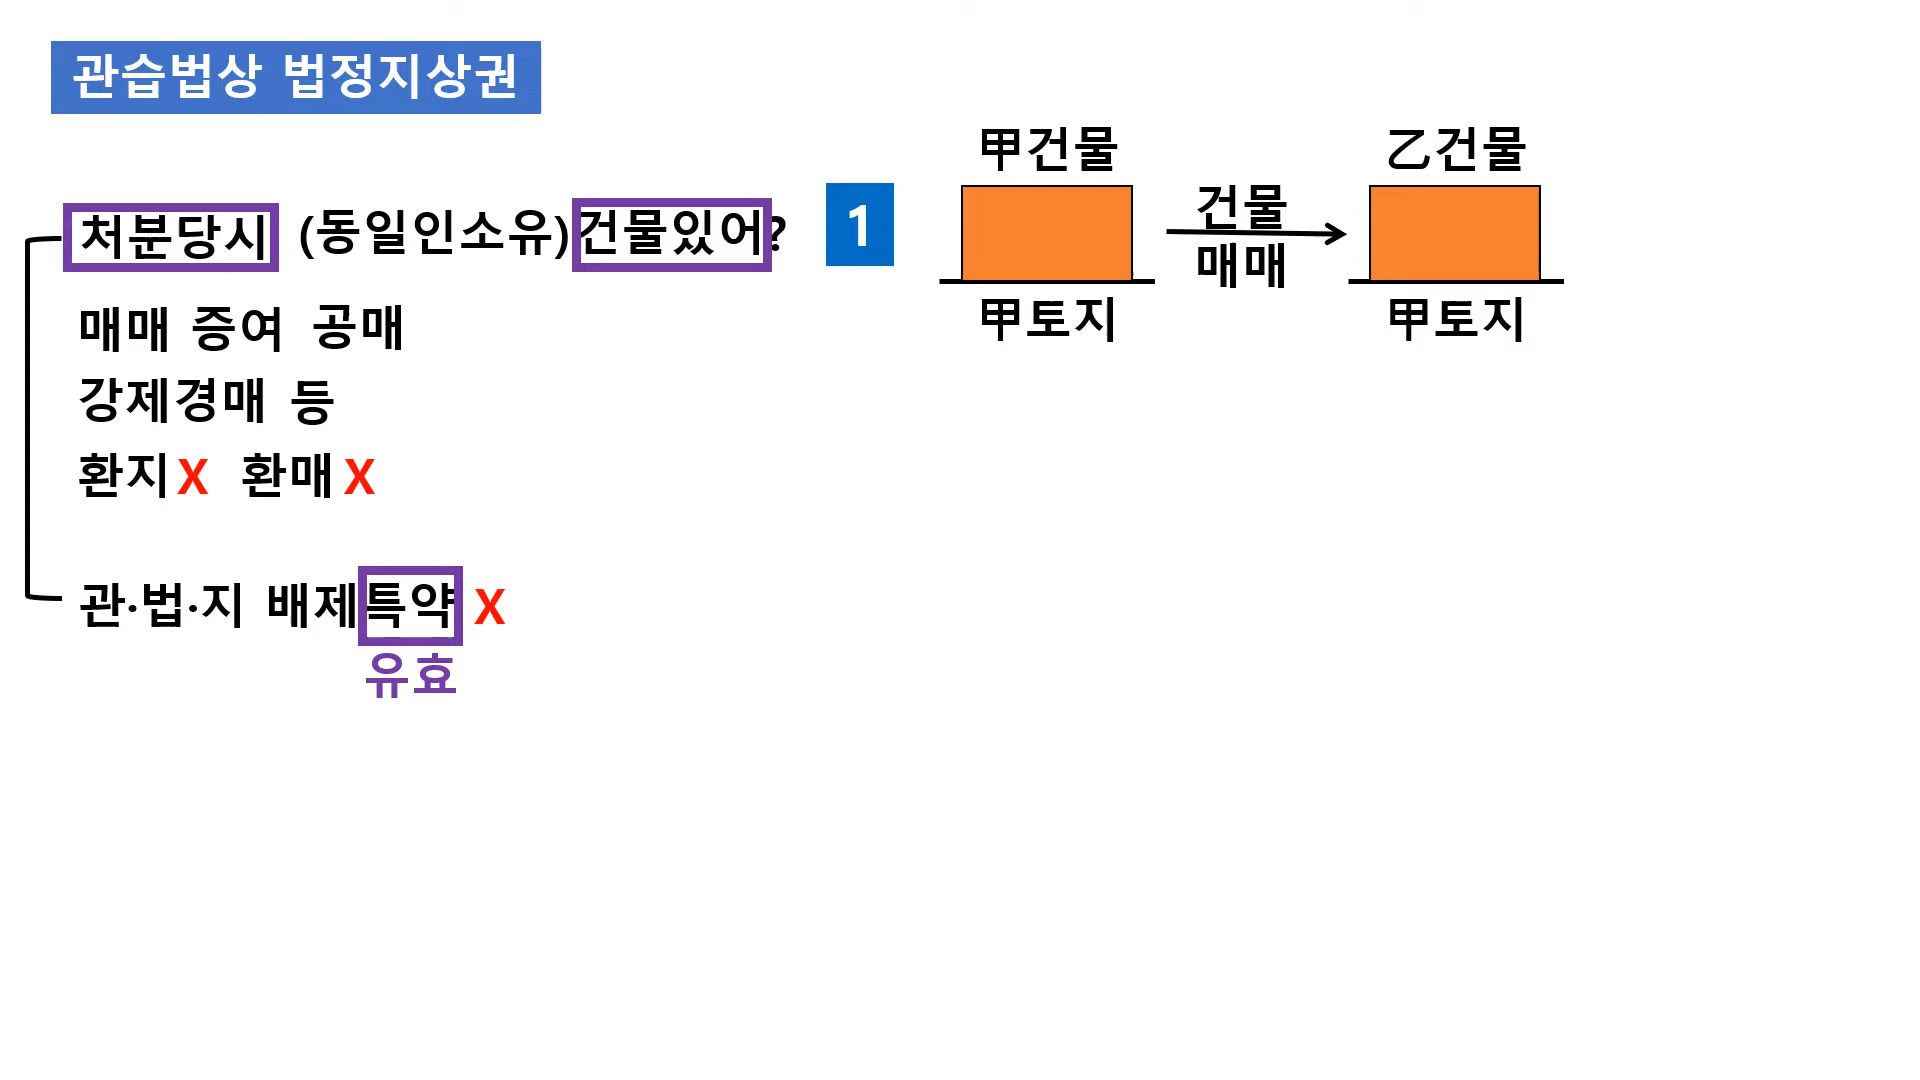 관습법상 법정지상권
처분당시 (동일인소유)건물있어?
매매 증여 공매
강제경매 등
환지X 환매X
관·법·지 배제특약 X
유효
1
甲건물
甲토지
건물
매매
乙건물
甲토지